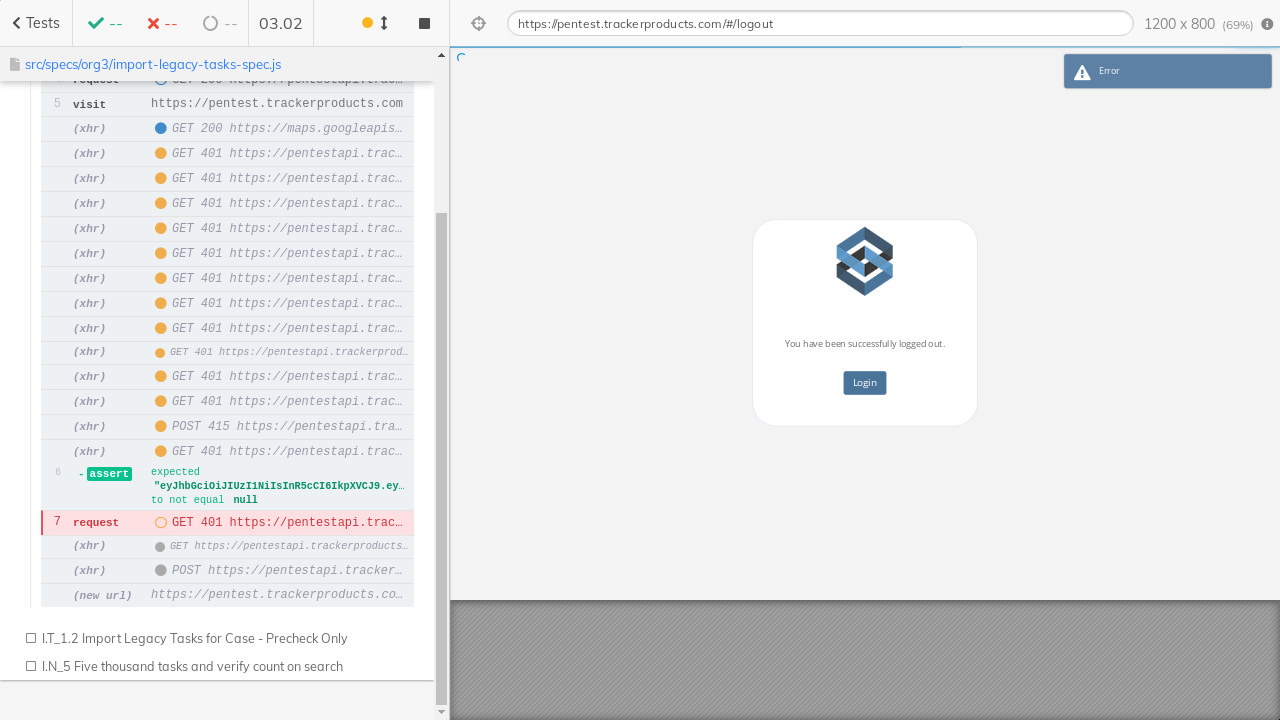 Tests
--
--
--
03.02
https://pentest.trackerproducts.com/#/logout
1200 x 800 (69%)
src/specs/org3/import-legacy-tasks-spec.js
request GET 200 https://pentestapi.trac…
5 visit https://pentest.trackerproducts.com
(xhr) GET 200 https://maps.googleapis…
(xhr) GET 401 https://pentestapi.trac…
(xhr) GET 401 https://pentestapi.trac…
(xhr) GET 401 https://pentestapi.trac…
(xhr) GET 401 https://pentestapi.trac…
(xhr) GET 401 https://pentestapi.trac…
(xhr) GET 401 https://pentestapi.trac…
(xhr) GET 401 https://pentestapi.trac…
(xhr) GET 401 https://pentestapi.trac…
(xhr) GET 401 https://pentestapi.trackerprod…
(xhr) GET 401 https://pentestapi.trac…
(xhr) GET 401 https://pentestapi.trac…
(xhr) POST 415 https://pentestapi.tra…
(xhr) GET 401 https://pentestapi.trac…
6 - assert expected
"eyJhbGciOiJIUzI1NiIsInR5cCI6IkpXVCJ9.ey…
to not equal null
7 request GET 401 https://pentestapi.trac…
(xhr) GET https://pentestapi.trackerproducts…
(xhr) POST https://pentestapi.tracker…
(new url) https://pentest.trackerproducts.co…
I.T_1.2 Import Legacy Tasks for Case - Precheck Only
I.N_5 Five thousand tasks and verify count on search
Error
You have been successfully logged out.
Login